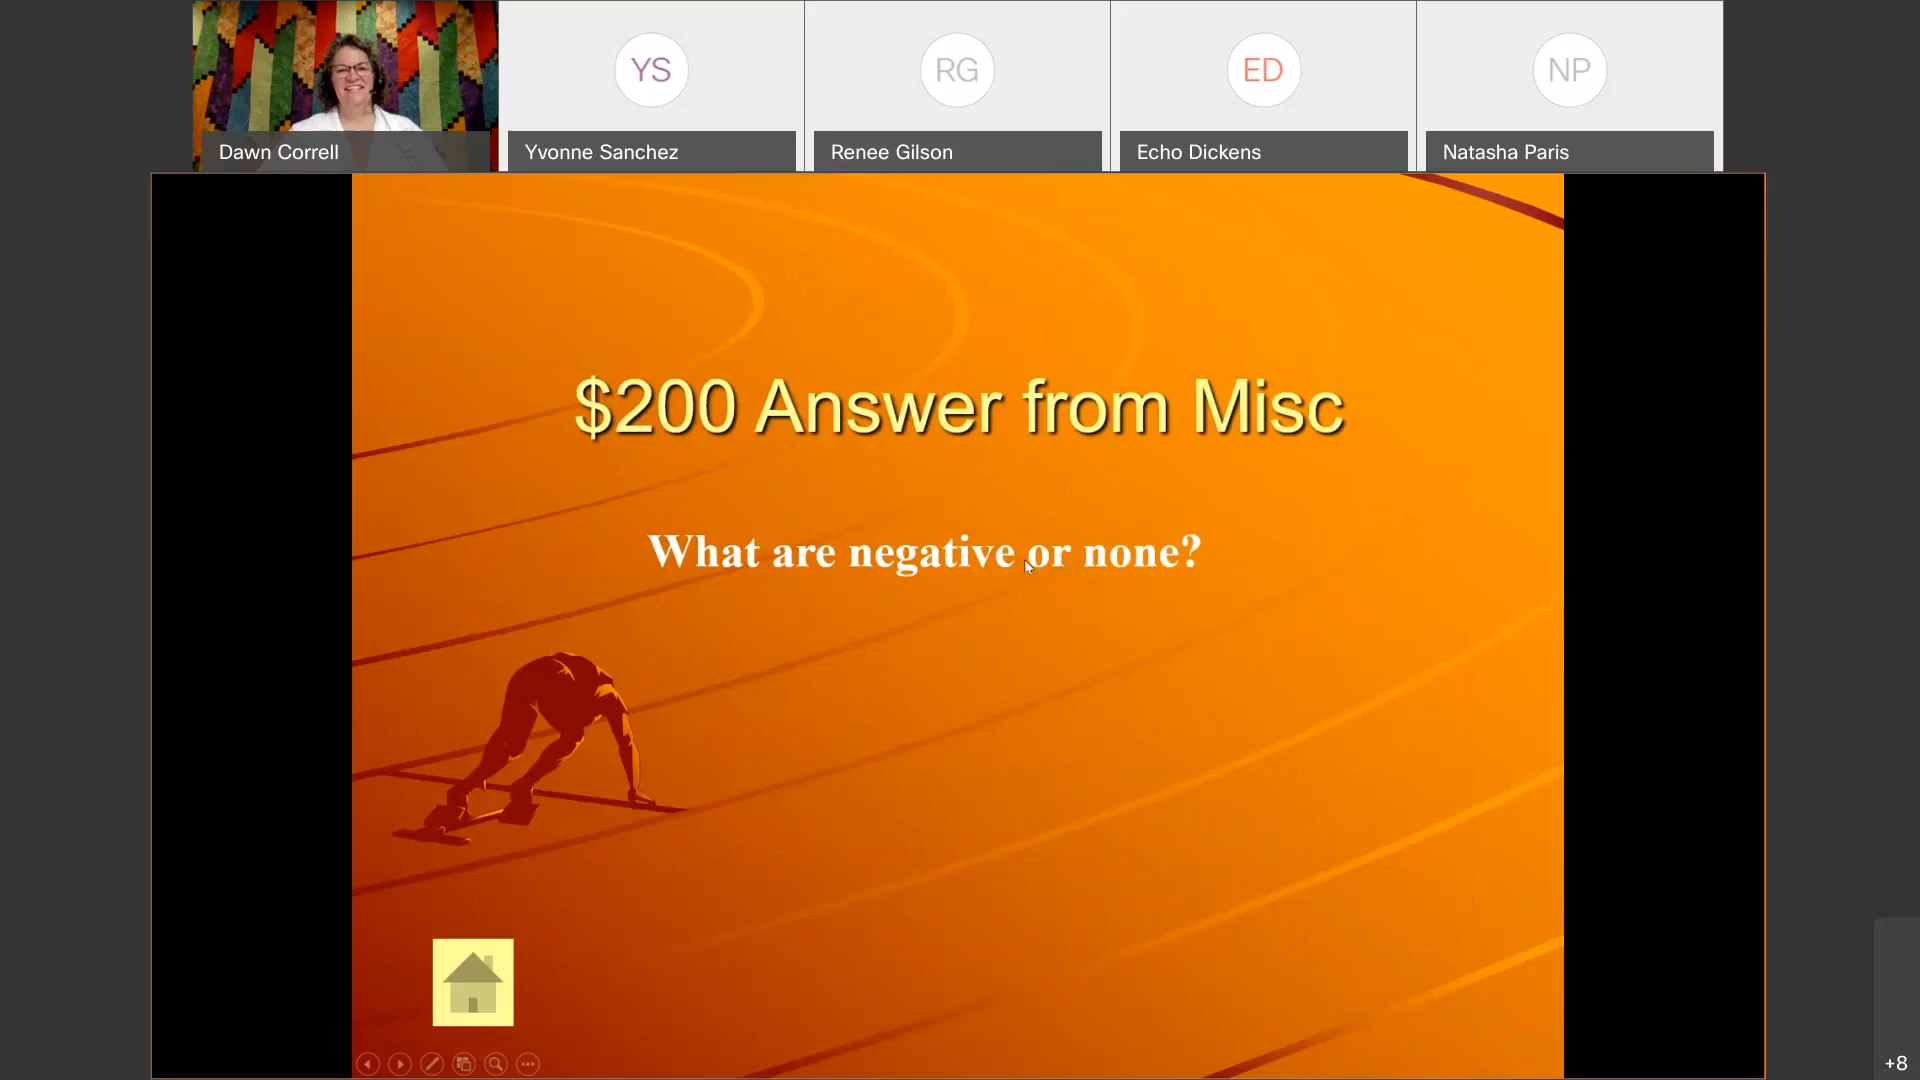 YS
RG
ED
NP
Dawn Correll
Yvonne Sanchez
Renee Gilson
Echo Dickens
Natasha Paris
$200 Answer from Misc
What are negative or none?
+8